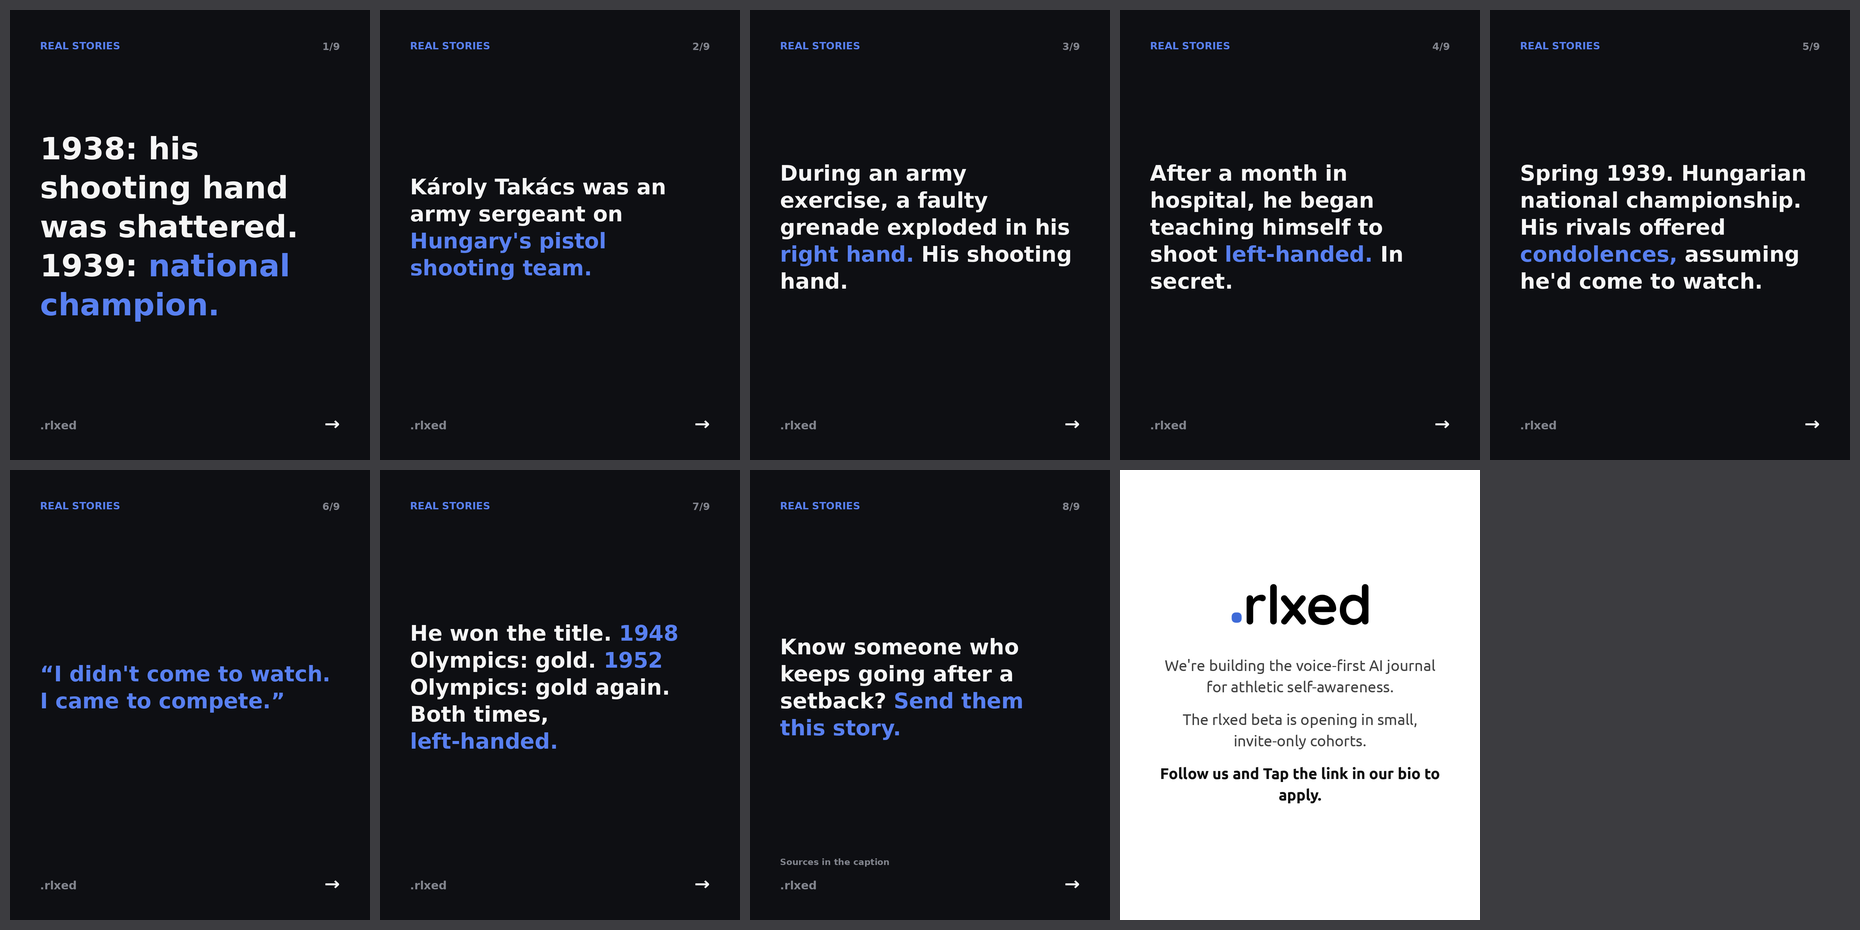 REAL STORIES
1/9
1938: his
shooting hand
was shattered.
1939: national
champion.
.rlxed
→
REAL STORIES
2/9
Károly Takács was an
army sergeant on
Hungary's pistol
shooting team.
.rlxed
→
REAL STORIES
3/9
During an army
exercise, a faulty
grenade exploded in his
right hand. His shooting
hand.
.rlxed
→
REAL STORIES
4/9
After a month in
hospital, he began
teaching himself to
shoot left-handed. In
secret.
.rlxed
→
REAL STORIES
5/9
Spring 1939. Hungarian
national championship.
His rivals offered
condolences, assuming
he'd come to watch.
.rlxed
→
REAL STORIES
6/9
“I didn't come to watch.
I came to compete.”
.rlxed
→
REAL STORIES
7/9
He won the title. 1948
Olympics: gold. 1952
Olympics: gold again.
Both times,
left-handed.
.rlxed
→
REAL STORIES
8/9
Know someone who
keeps going after a
setback? Send them
this story.
Sources in the caption
.rlxed
→
.rlxed
We're building the voice-first AI journal
for athletic self-awareness.
The rlxed beta is opening in small,
invite-only cohorts.
Follow us and Tap the link in our bio to
apply.